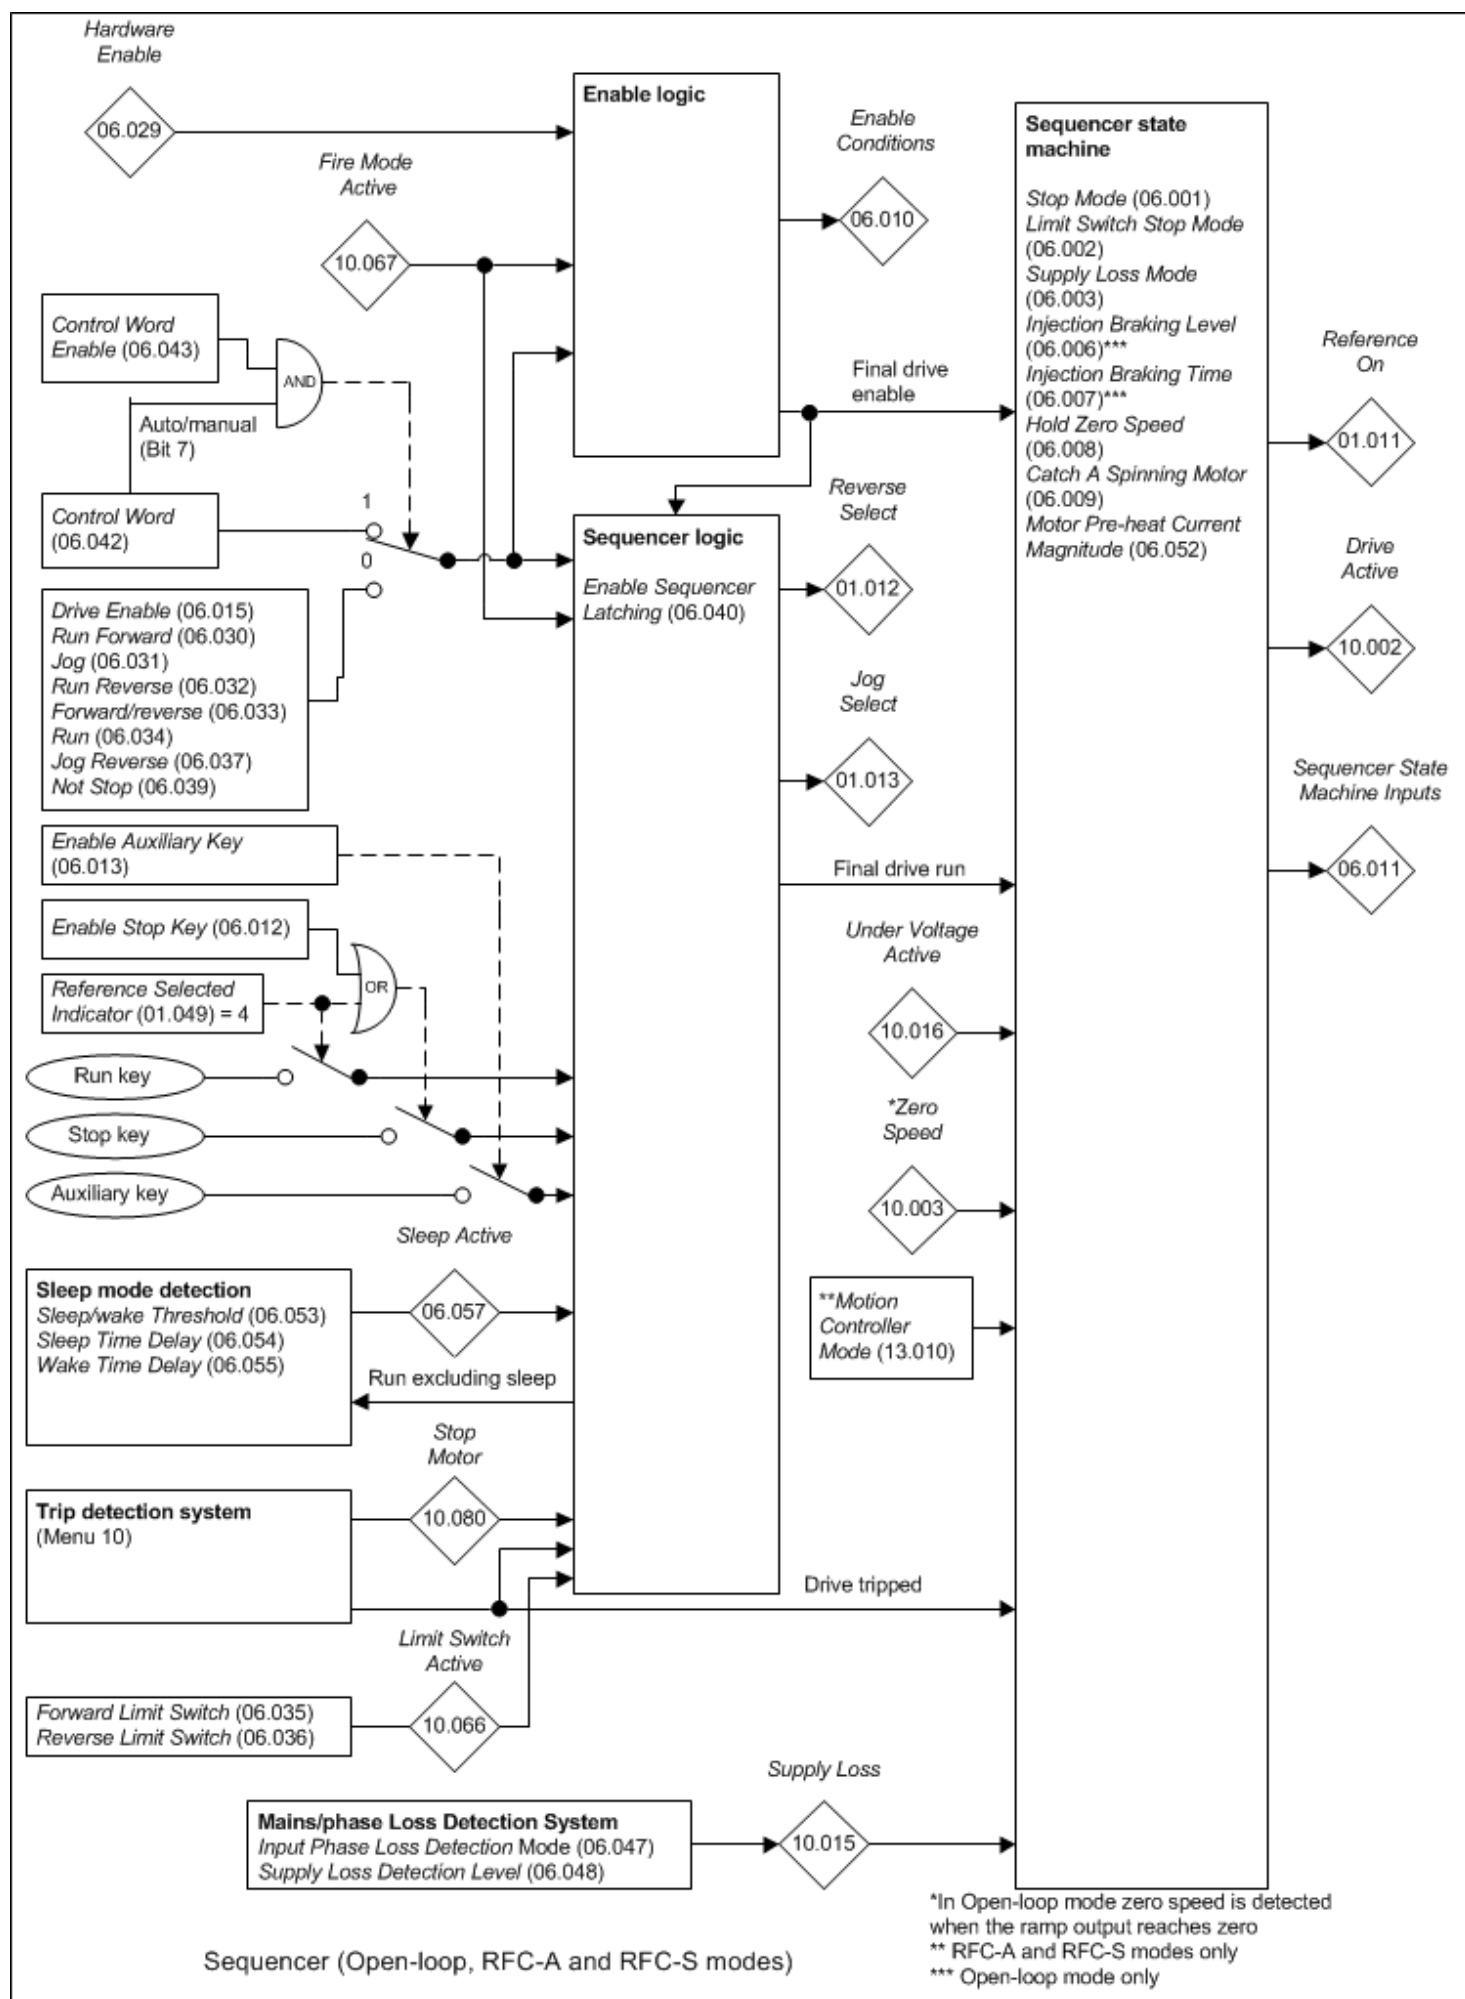 Hardware
Enable
06.029
Fire Mode
Active
10.067
Enable logic
Enable
Conditions
06.010
Sequencer state
machine
Stop Mode (06.001)
Limit Switch Stop Mode
(06.002)
Supply Loss Mode
(06.003)
Injection Braking Level
(06.006)***
Injection Braking Time
(06.007)***
Hold Zero Speed
(06.008)
Catch A Spinning Motor
(06.009)
Motor Pre-heat Current
Magnitude (06.052)
Control Word
Enable (06.043)
AND
Auto/manual
(Bit 7)
Control Word
(06.042)
1
0
Final drive
enable
Reference
On
01.011
Drive Enable (06.015)
Run Forward (06.030)
Jog (06.031)
Run Reverse (06.032)
Forward/reverse (06.033)
Run (06.034)
Jog Reverse (06.037)
Not Stop (06.039)
Sequencer logic
Enable Sequencer
Latching (06.040)
Reverse
Select
01.012
Drive
Active
10.002
Jog
Select
01.013
Sequencer State
Machine Inputs
06.011
Enable Auxiliary Key
(06.013)
Enable Stop Key (06.012)
Reference Selected
Indicator (01.049) = 4
OR
Run key
Stop key
Auxiliary key
Final drive run
Under Voltage
Active
10.016
*Zero
Speed
10.003
Sleep Active
06.057
Sleep mode detection
Sleep/wake Threshold (06.053)
Sleep Time Delay (06.054)
Wake Time Delay (06.055)
Run excluding sleep
**Motion
Controller
Mode (13.010)
Stop
Motor
10.080
Trip detection system
(Menu 10)
Drive tripped
Limit Switch
Active
10.066
Forward Limit Switch (06.035)
Reverse Limit Switch (06.036)
Supply Loss
10.015
Mains/phase Loss Detection System
Input Phase Loss Detection Mode (06.047)
Supply Loss Detection Level (06.048)
*In Open-loop mode zero speed is detected
when the ramp output reaches zero
** RFC-A and RFC-S modes only
*** Open-loop mode only
Sequencer (Open-loop, RFC-A and RFC-S modes)